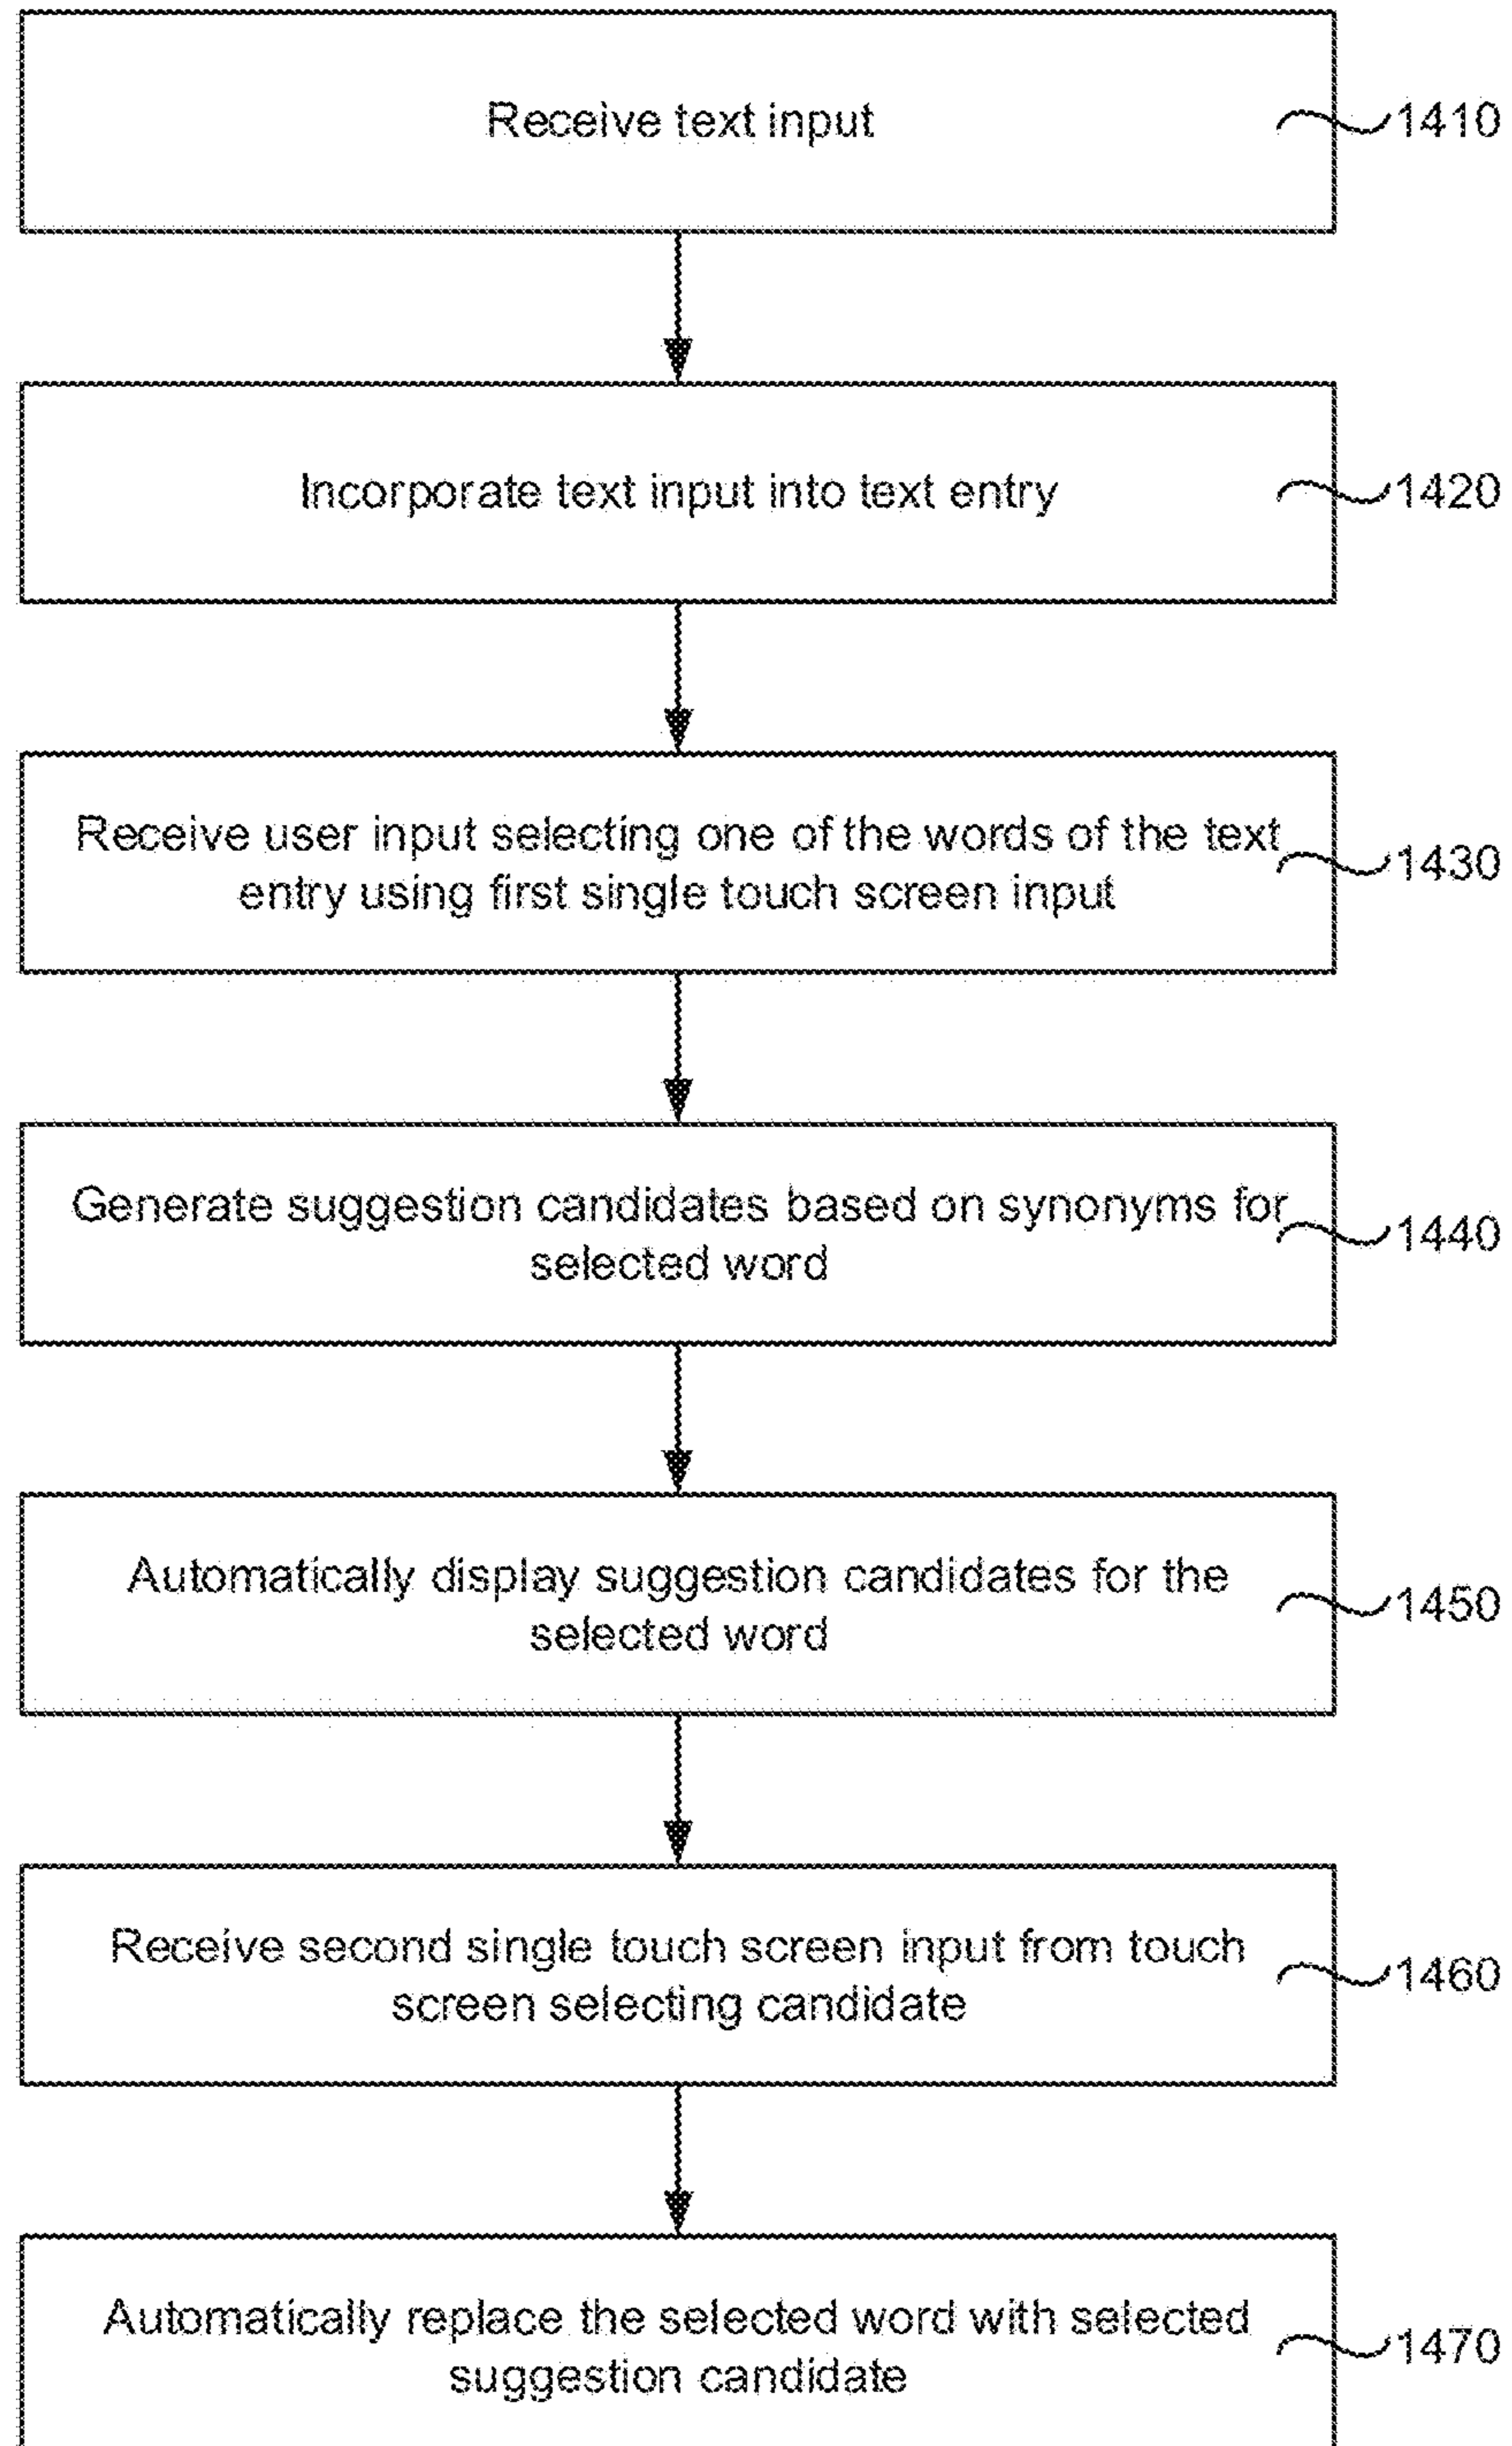 Receive text input
1410
Incorporate text input into text entry
1420
Receive user input selecting one of the words of the text
entry using first single touch screen input
1430
Generate suggestion candidates based on synonyms for
selected word
1440
Automatically display suggestion candidates for the
selected word
1450
Receive second single touch screen input from touch
screen selecting candidate
1460
Automatically replace the selected word with selected
suggestion candidate
1470